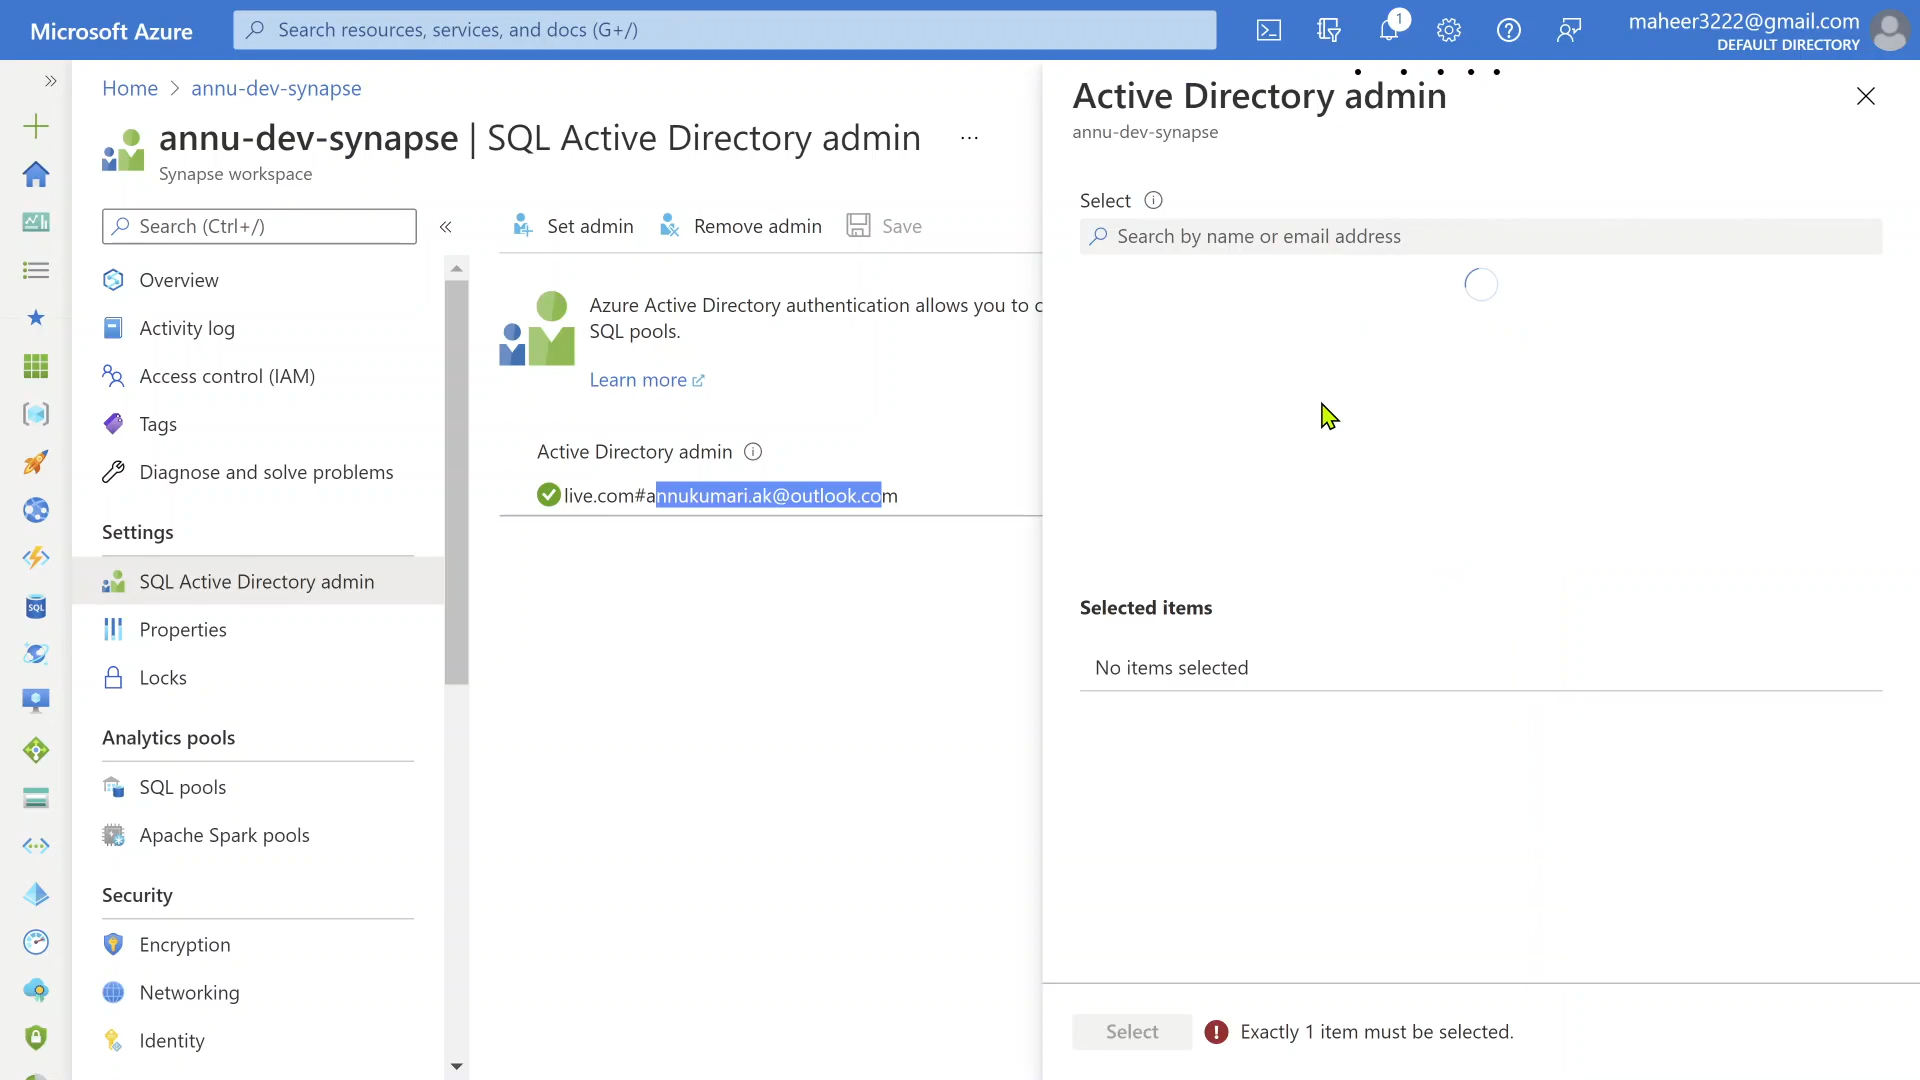 Microsoft Azure
Search resources, services, and docs (G+/)
1
maheer3222@gmail.com
DEFAULT DIRECTORY
Home > annu-dev-synapse
annu-dev-synapse | SQL Active Directory admin ...
Synapse workspace
Search (Ctrl+/)
Overview
Activity log
Access control (IAM)
Tags
Diagnose and solve problems
Settings
SQL Active Directory admin
Properties
Locks
Analytics pools
SQL pools
Apache Spark pools
Security
Encryption
Networking
Identity
SQL
Set admin
Remove admin
Save
Azure Active Directory authentication allows you to c
SQL pools.
Learn more
Active Directory admin
live.com#annukumari.ak@outlook.com
Active Directory admin
annu-dev-synapse
Select
Search by name or email address
Selected items
No items selected
Select
Exactly 1 item must be selected.